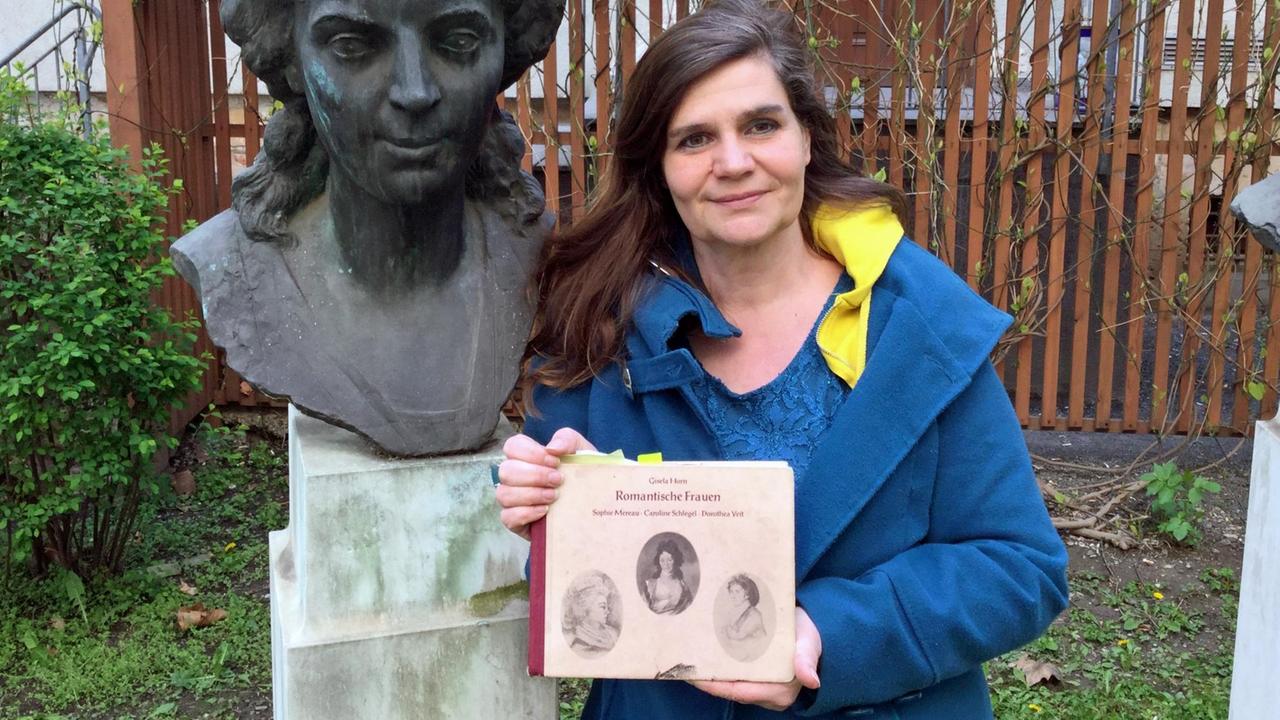 Gisela Horn
Romantische Frauen
Sophie Mereau · Caroline Schlegel · Dorothea Veit